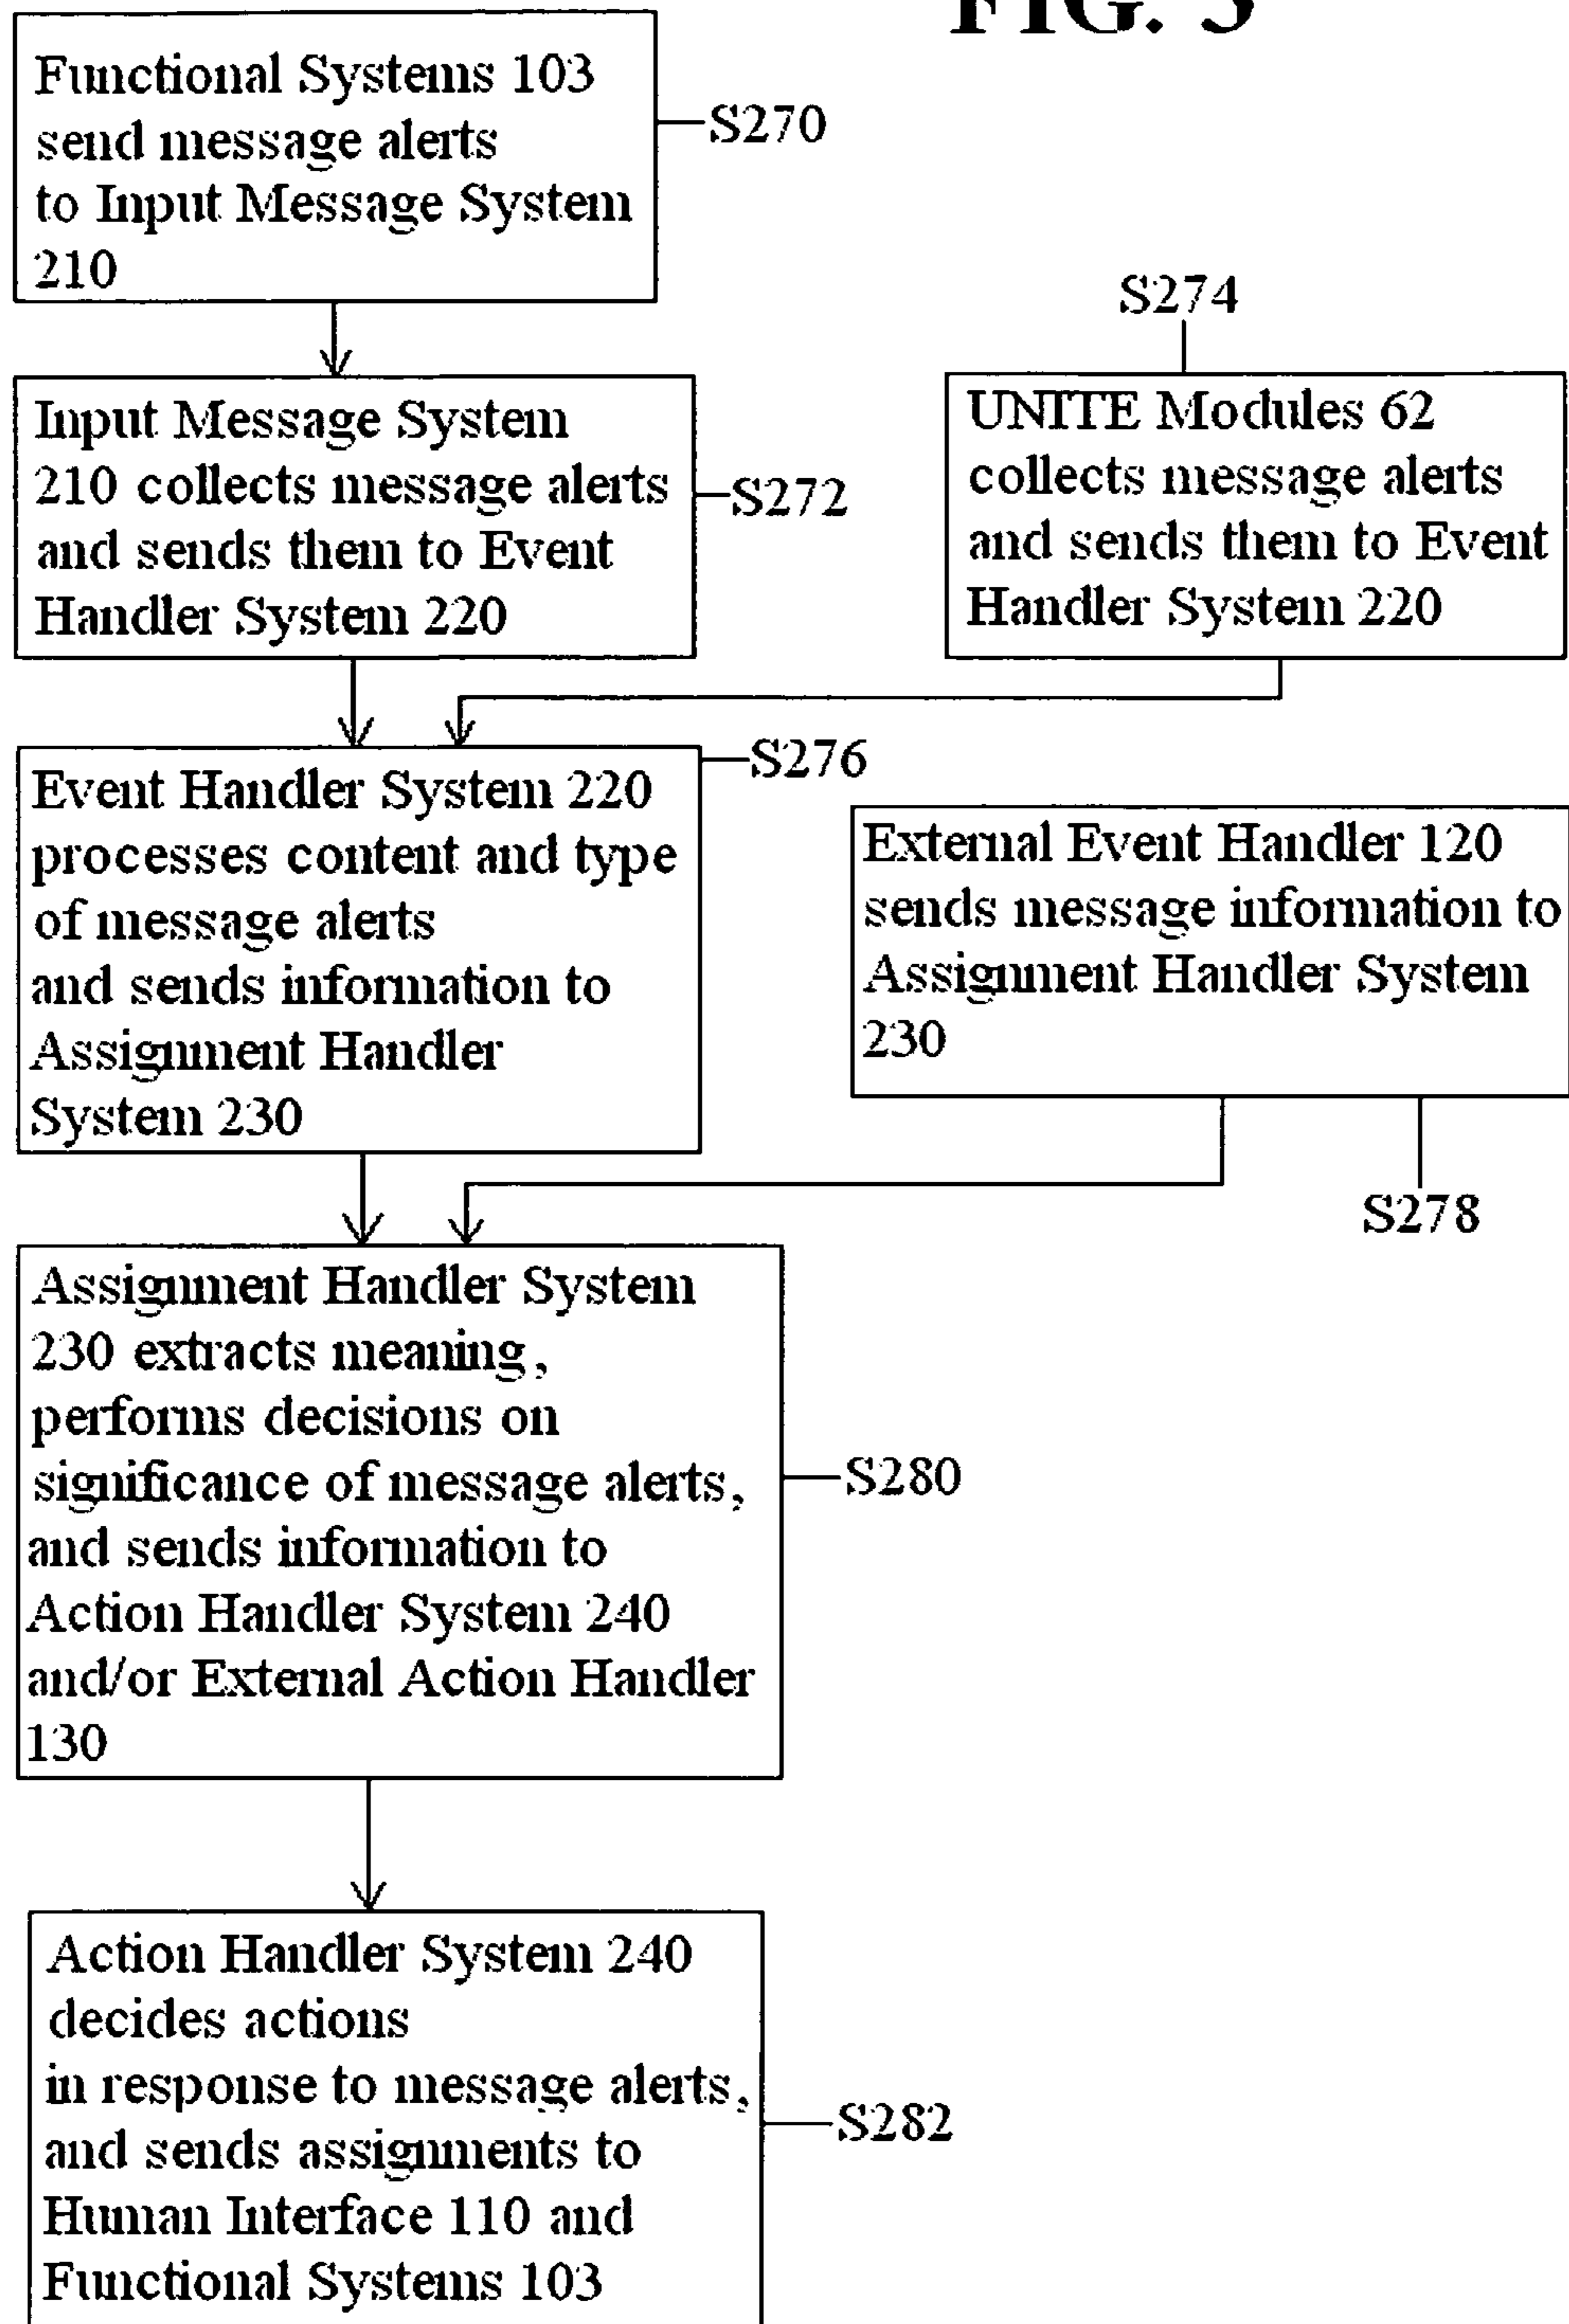 FIG.
Functional Systems 103
send message alerts
to Input Message System
210
S270
S274
Input Message System
210 collects message alerts
and sends them to Event
Handler System 220
S272
UNITE Modules 62
collects message alerts
and sends them to Event
Handler System 220
Event Handler System 220
processes content and type
of message alerts
and sends information to
Assignment Handler
System 230
S276
External Event Handler 120
sends message information to
Assignment Handler System
230
S278
Assignment Handler System
230 extracts meaning,
performs decisions on
significance of message alerts,
and sends information to
Action Handler System 240
and/or External Action Handler
130
S280
Action Handler System 240
decides actions
in response to message alerts,
and sends assignments to
Human Interface 110 and
Functional Systems 103
S282